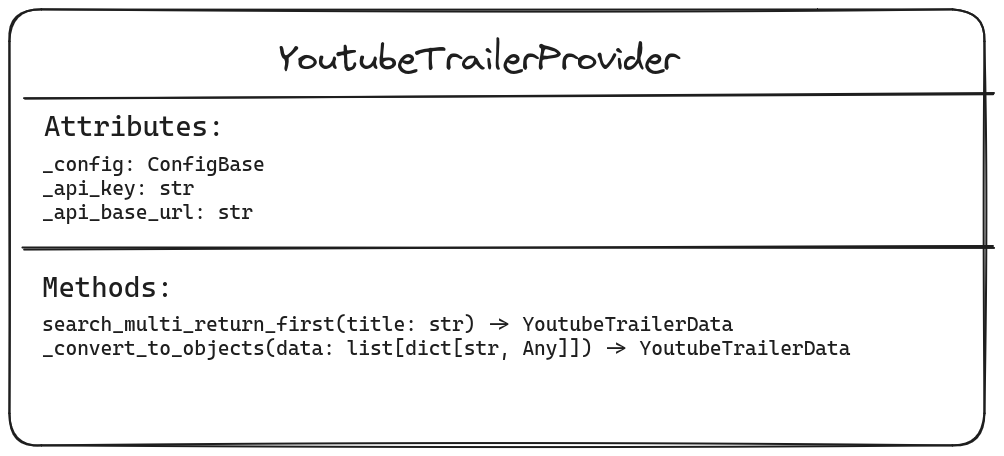 YoutubeTrailerProvider
Attributes:
_config: ConfigBase
_api_key: str
_api_base_url: str
Methods:
search_multi_return_first(title: str) -> YoutubeTrailerData
_convert_to_objects(data: list[dict[str, Any]]) -> YoutubeTrailerData